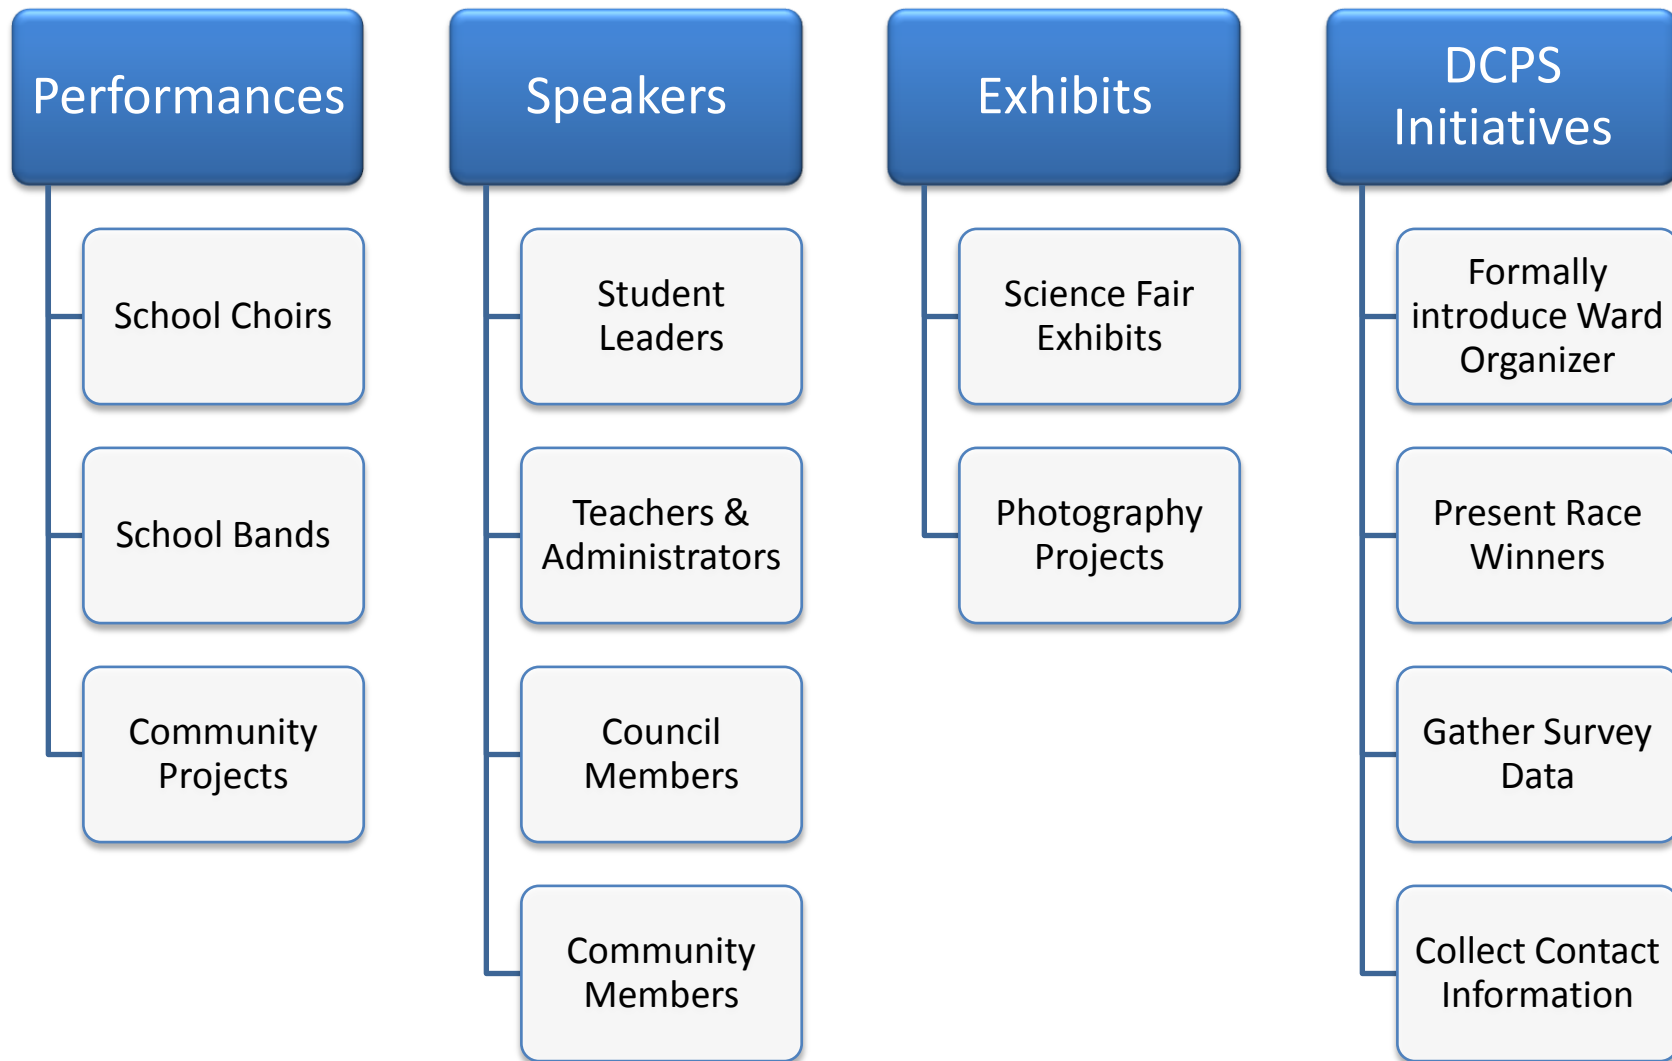 Performances
School Choirs
School Bands
Community
Projects
Speakers
Student
Leaders
Teachers &
Administrators
Council
Members
Community
Members
Exhibits
Science Fair
Exhibits
Photography
Projects
DCPS
Initiatives
Formally
introduce Ward
Organizer
Present Race
Winners
Gather Survey
Data
Collect Contact
Information